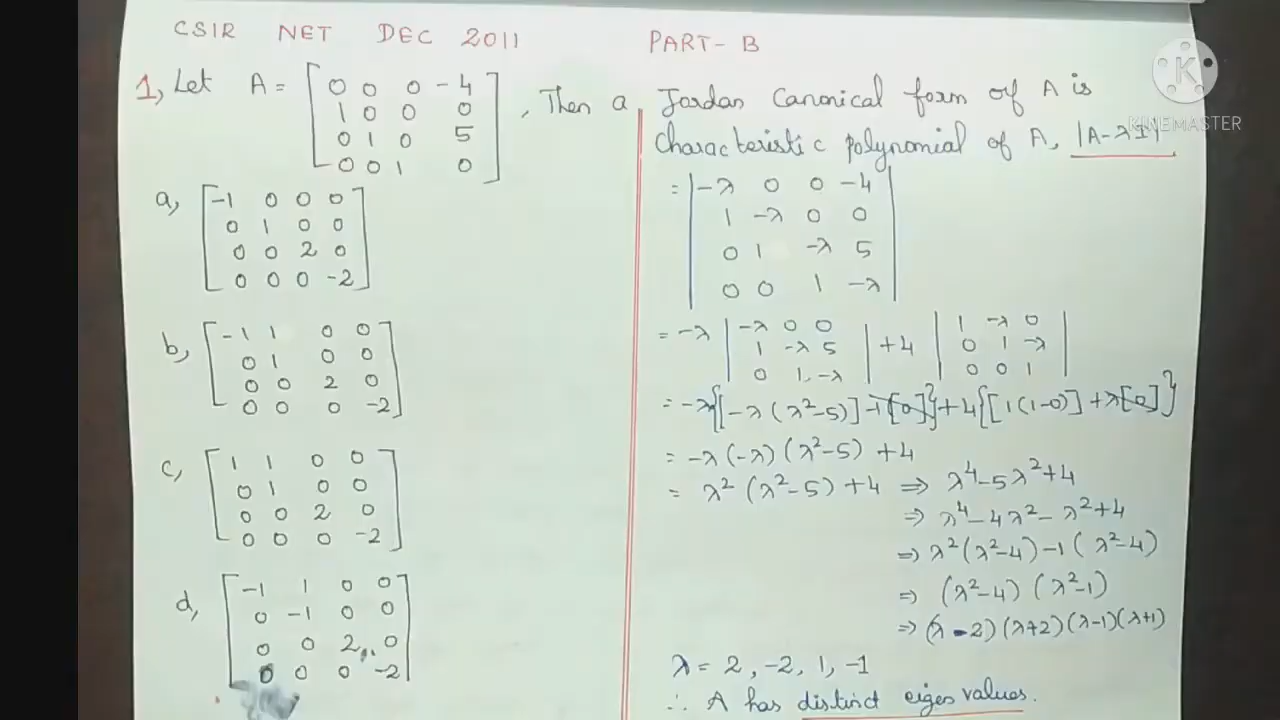 CSIR NET DEC 2011 PART-B
1, Let A = [ 0 0 0 -4
1 0 0 0
0 1 0 5
0 0 1 0 ] , Then a Jordan Canonical form of A is
a, [ -1 0 0 0
0 1 0 0
0 0 2 0
0 0 0 -2 ]
b, [ -1 1 0 0
0 1 0 0
0 0 2 0
0 0 0 -2 ]
c, [ 1 1 0 0
0 1 0 0
0 0 2 0
0 0 0 -2 ]
d, [ -1 1 0 0
0 -1 0 0
0 0 2 0
0 0 0 -2 ]
characteristic polynomial of A, |A-λI|
= | -λ 0 0 -4
1 -λ 0 0
0 1 -λ 5
0 0 1 -λ |
= -λ | -λ 0 0 | +4 | 1 -λ 0 |
| 1 -λ 5 | | 0 1 -λ |
| 0 1 -λ | | 0 0 1 |
= -λ{[-λ(λ²-5)] -1[0]} +4{[1(1-0)] +λ[0]}
= -λ(-λ)(λ²-5) +4
= λ²(λ²-5)+4 ⇒ λ⁴-5λ²+4
⇒ λ⁴-4λ²-λ²+4
⇒ λ²(λ²-4)-1(λ²-4)
⇒ (λ²-4)(λ²-1)
⇒ (λ-2)(λ+2)(λ-1)(λ+1)
λ = 2, -2, 1, -1
∴ A has distinct eigen values.
K
KINEMASTER